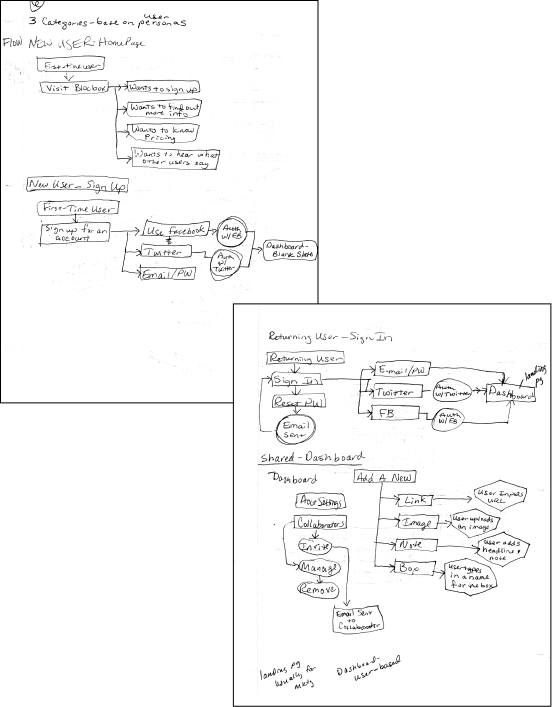 6
user
3 Categories - base on personas
Flow NEW USER: HomePage
First-time user
Visit Blocbox
Wants to sign up
Wants to find out
more info
Wants to know
Pricing
Wants to hear what
other users say
New User - Sign Up
First-Time User
Sign up for an
account
Use Facebook
Auth
w/FB
Twitter
Auth
w/
Twitter
Email/PW
Dashboard -
Blank State
Returning User - Sign In
Returning User
Sign In
Reset PW
Email
Sent
E-mail/PW
Twitter
Auth
w/Twitter
FB
Auth
w/FB
Dashboard
landing
pg
Shared - Dashboard
Dashboard
Acct Settings
Collaborators
Invite
Manage
Remove
Email Sent
to
Collaborator
Add A New
Link
User Inputs
URL
Image
User uploads
an image
Note
User adds
headline +
note
Box
User types
in a name
for the box
landing pg
usually for
mktg
Dashboard -
user-based